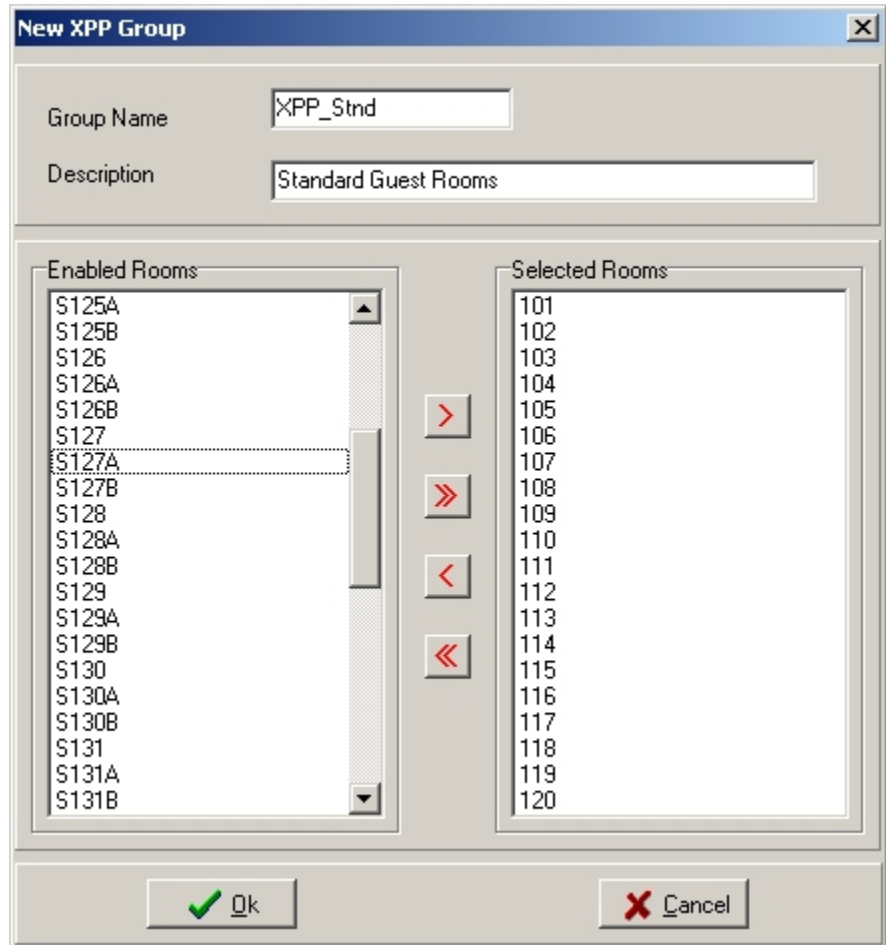 New XPP Group
Group Name
XPP_Stnd
Description
Standard Guest Rooms
Enabled Rooms
S125A
S125B
S126
S126A
S126B
S127
S127A
S127B
S128
S128A
S128B
S129
S129A
S129B
S130
S130A
S130B
S131
S131A
S131B
Selected Rooms
101
102
103
104
105
106
107
108
109
110
111
112
113
114
115
116
117
118
119
120
Ok
Cancel